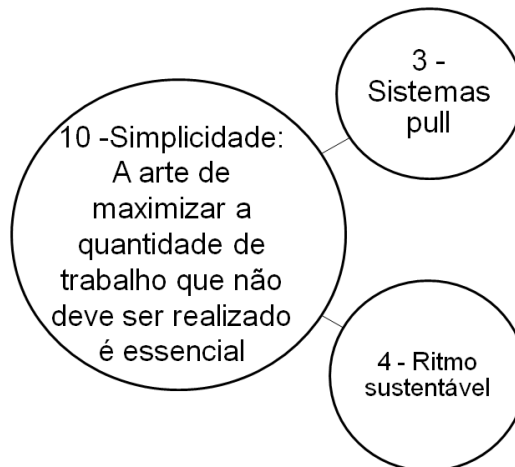 10 -Simplicidade:
A arte de
maximizar a
quantidade de
trabalho que não
deve ser realizado
é essencial
3 -
Sistemas
pull
4 - Ritmo
sustentável